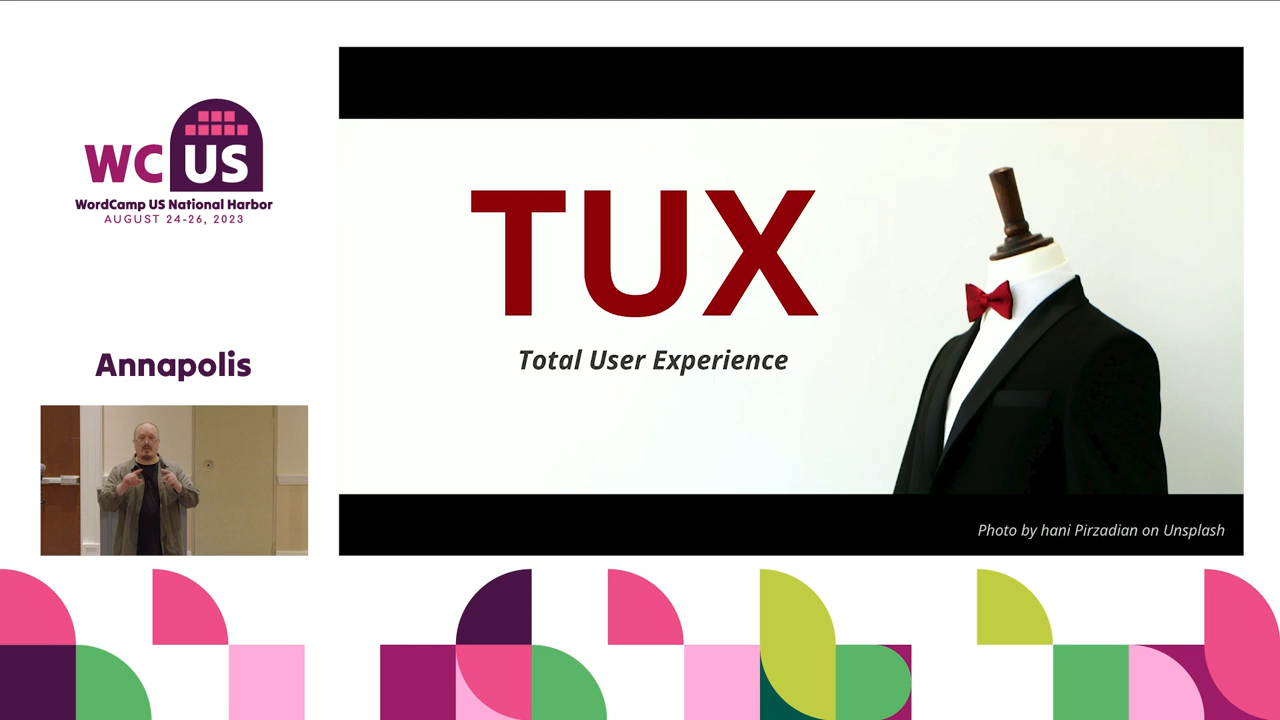 WC US
WordCamp US National Harbor
AUGUST 24-26, 2023
Annapolis
TUX
Total User Experience
Photo by hani Pirzadian on Unsplash